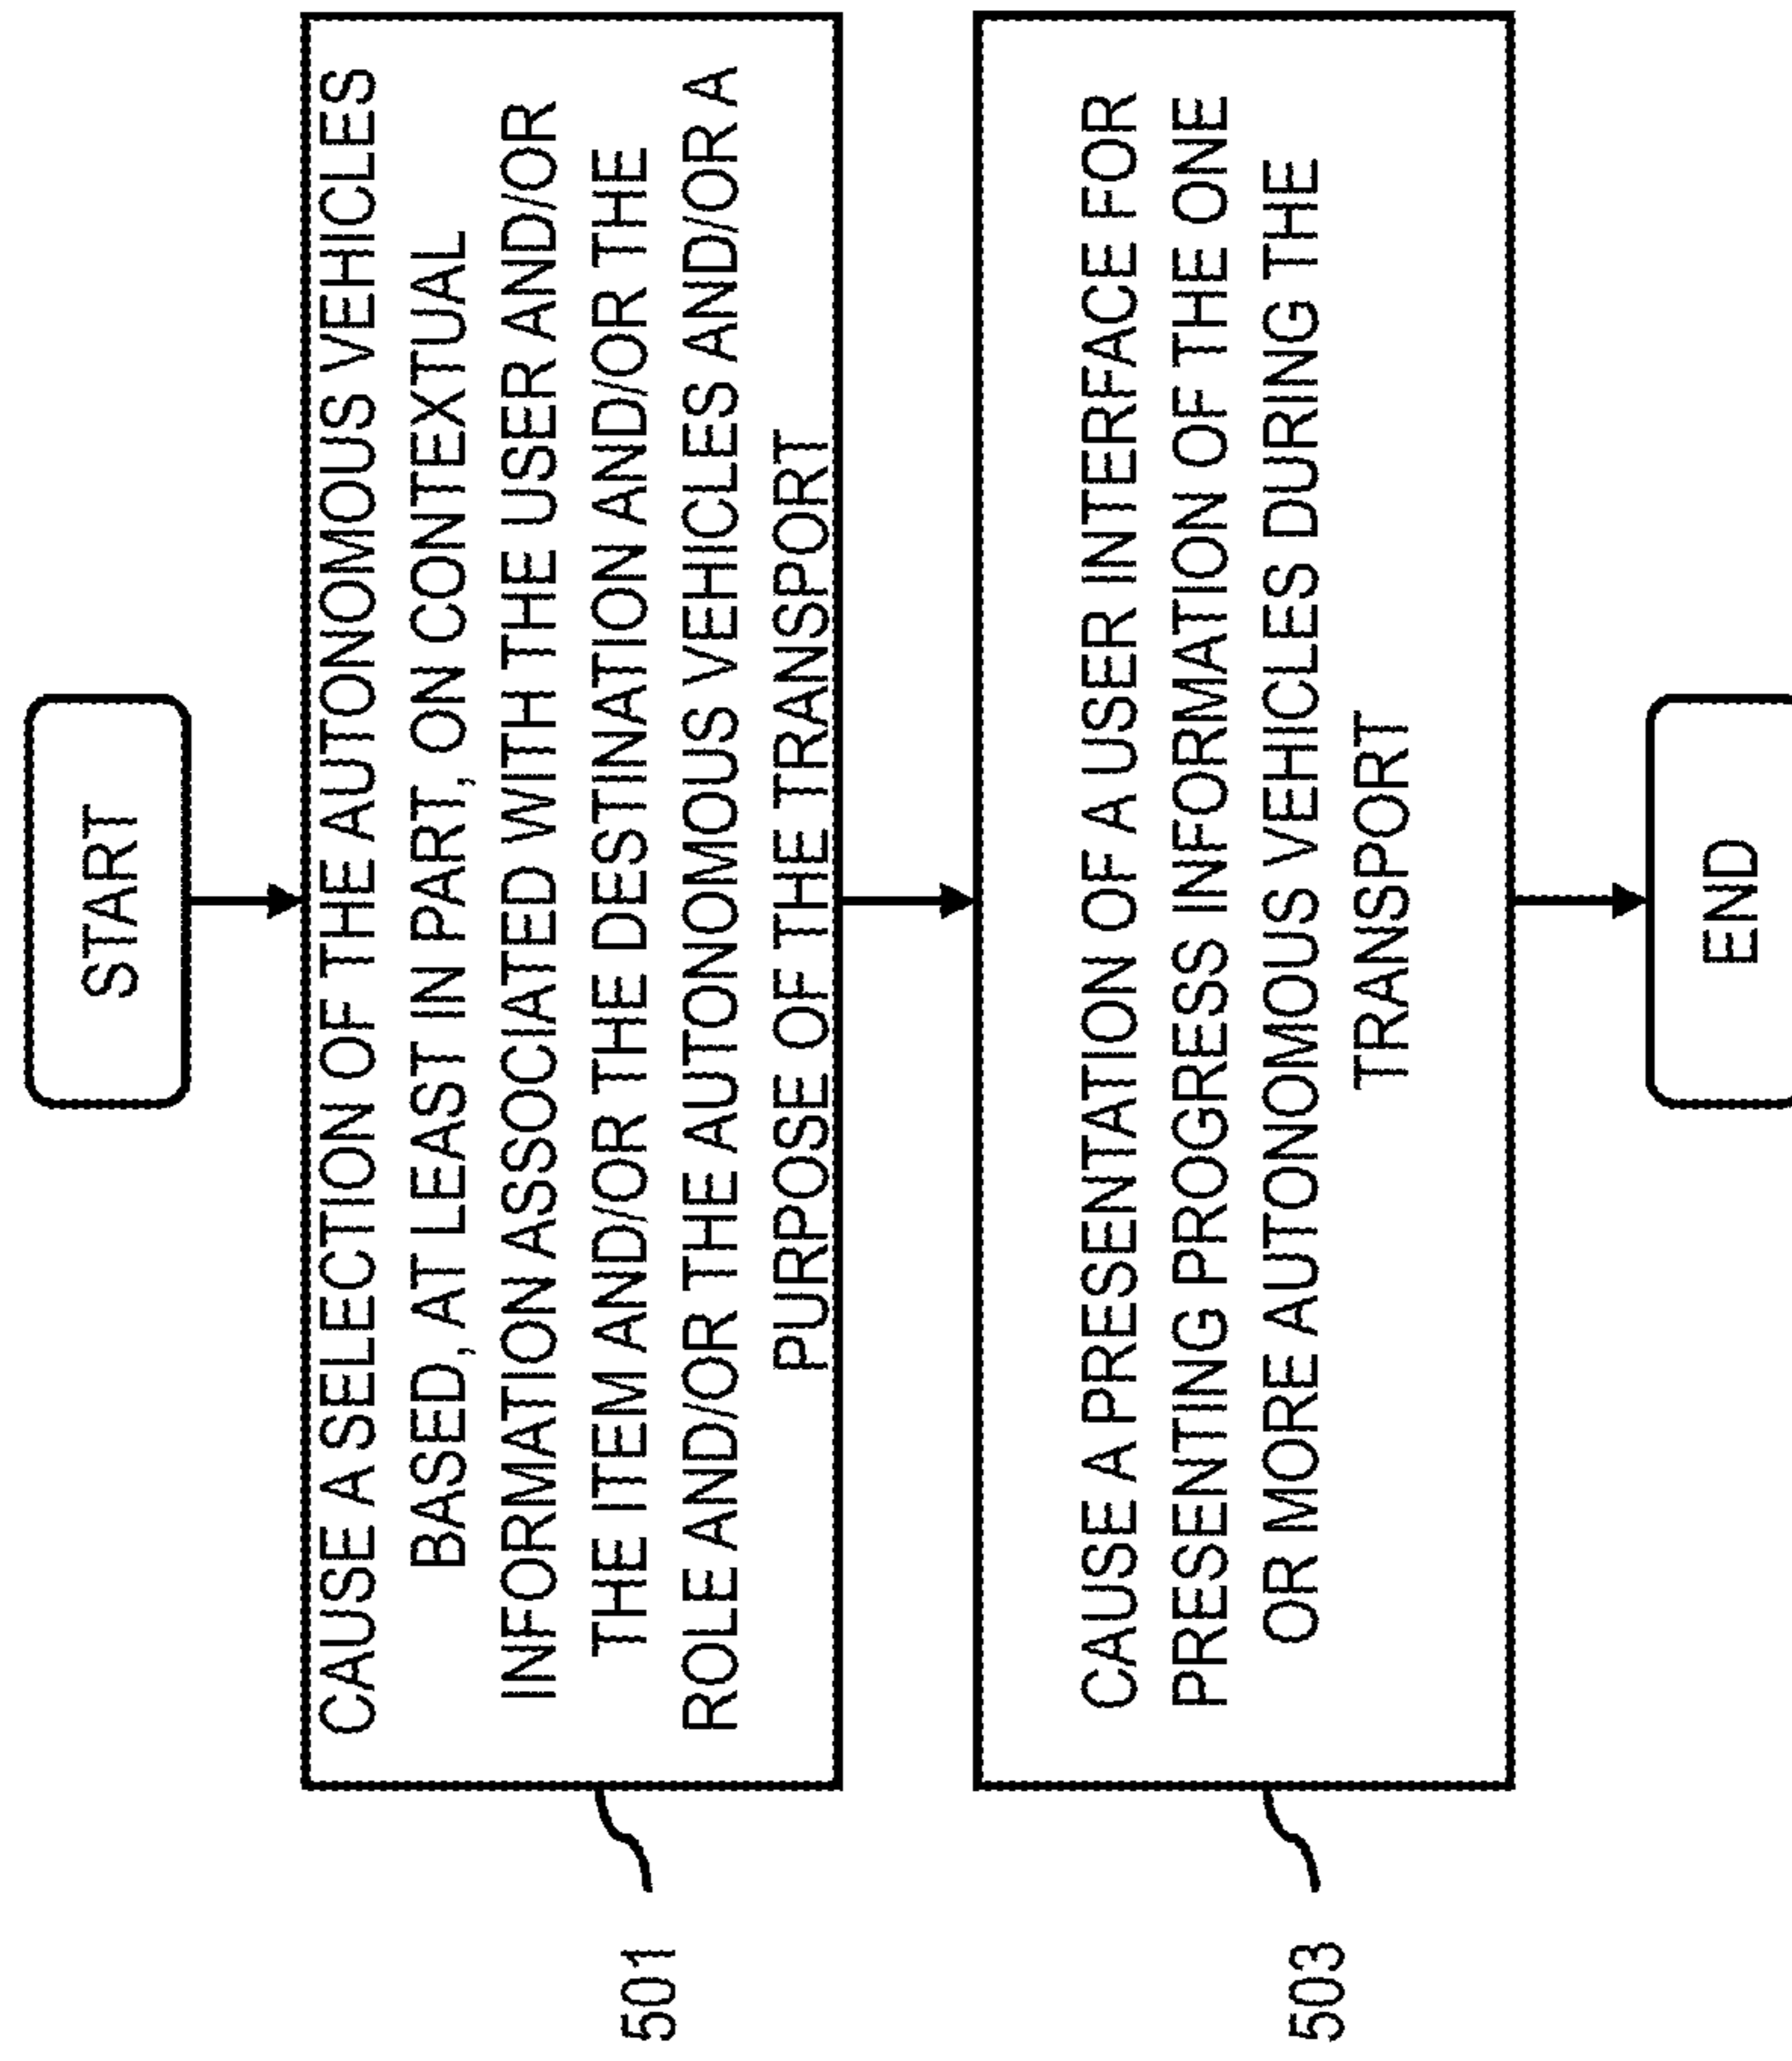 START
CAUSE A SELECTION OF THE AUTONOMOUS VEHICLES
BASED, AT LEAST IN PART, ON CONTEXTUAL
INFORMATION ASSOCIATED WITH THE USER AND/OR
THE ITEM AND/OR THE DESTINATION AND/OR THE
ROLE AND/OR THE AUTONOMOUS VEHICLES AND/OR A
PURPOSE OF THE TRANSPORT
501
CAUSE A PRESENTATION OF A USER INTERFACE FOR
PRESENTING PROGRESS INFORMATION OF THE ONE
OR MORE AUTONOMOUS VEHICLES DURING THE
TRANSPORT
503
END